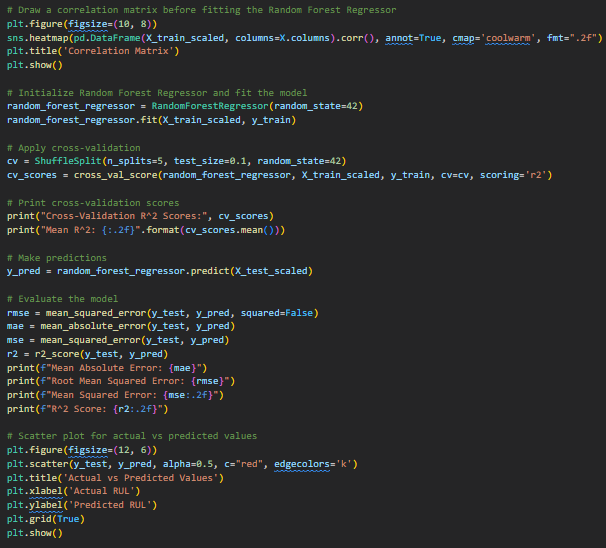 # Draw a correlation matrix before fitting the Random Forest Regressor
plt.figure(figsize=(10, 8))
sns.heatmap(pd.DataFrame(X_train_scaled, columns=X.columns).corr(), annot=True, cmap='coolwarm', fmt=".2f")
plt.title('Correlation Matrix')
plt.show()
# Initialize Random Forest Regressor and fit the model
random_forest_regressor = RandomForestRegressor(random_state=42)
random_forest_regressor.fit(X_train_scaled, y_train)
# Apply cross-validation
cv = ShuffleSplit(n_splits=5, test_size=0.1, random_state=42)
cv_scores = cross_val_score(random_forest_regressor, X_train_scaled, y_train, cv=cv, scoring='r2')
# Print cross-validation scores
print("Cross-Validation R^2 Scores:", cv_scores)
print("Mean R^2: {:.2f}".format(cv_scores.mean()))
# Make predictions
y_pred = random_forest_regressor.predict(X_test_scaled)
# Evaluate the model
rmse = mean_squared_error(y_test, y_pred, squared=False)
mae = mean_absolute_error(y_test, y_pred)
mse = mean_squared_error(y_test, y_pred)
r2 = r2_score(y_test, y_pred)
print(f"Mean Absolute Error: {mae}")
print(f"Root Mean Squared Error: {rmse}")
print(f"Mean Squared Error: {mse:.2f}")
print(f"R^2 Score: {r2:.2f}")
# Scatter plot for actual vs predicted values
plt.figure(figsize=(12, 6))
plt.scatter(y_test, y_pred, alpha=0.5, c="red", edgecolors='k')
plt.title('Actual vs Predicted Values')
plt.xlabel('Actual RUL')
plt.ylabel('Predicted RUL')
plt.grid(True)
plt.show()